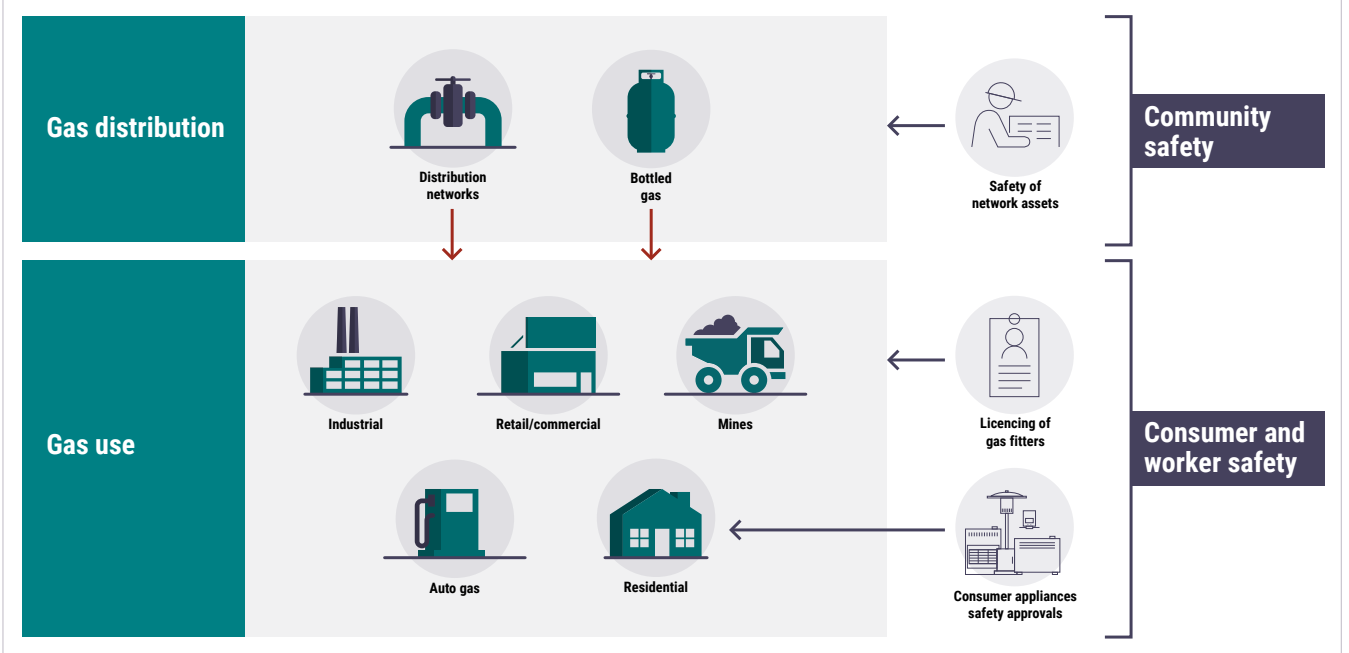 Gas distribution
Distribution
networks
Bottled
gas
Safety of
network assets
Community
safety
Gas use
Industrial
Retail/commercial
Mines
Licencing of
gas fitters
Consumer and
worker safety
Auto gas
Residential
Consumer appliances
safety approvals